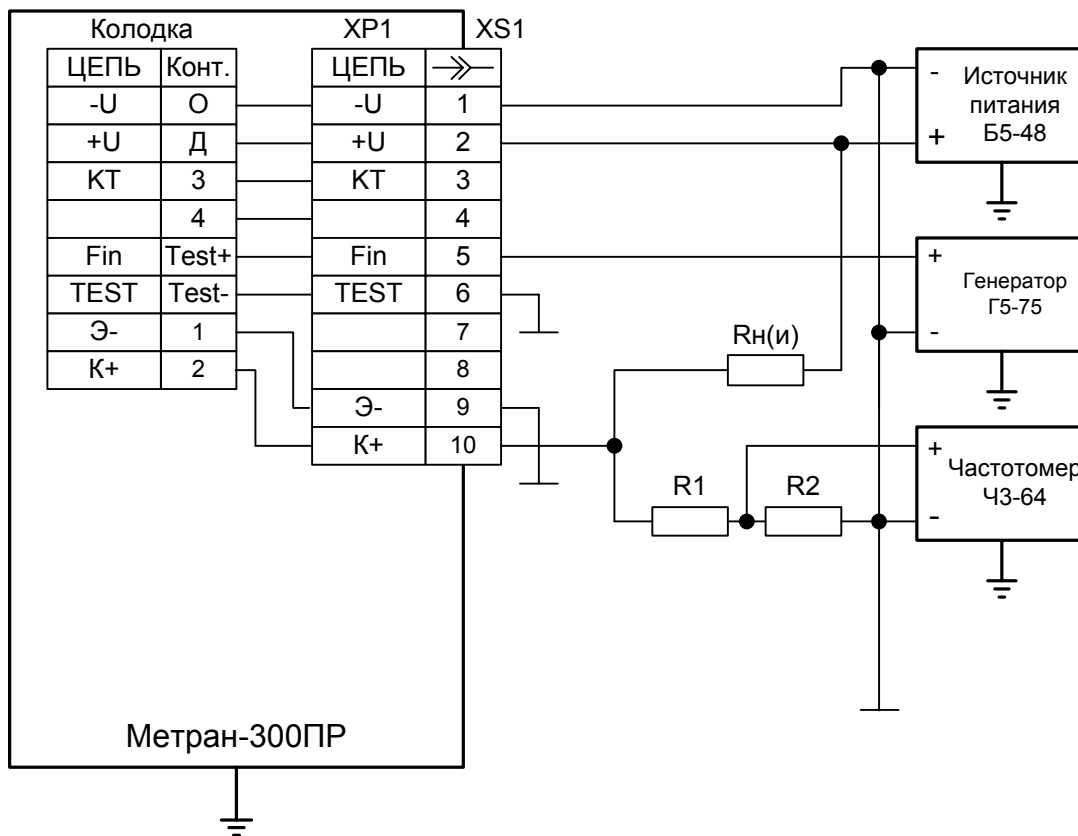 Колодка XP1 XS1
ЦЕПЬ Конт. ЦЕПЬ
-U О -U 1
+U Д +U 2
КТ 3 КТ 3
4 4
Fin Test+ Fin 5
TEST Test- TEST 6
Э- 1 7
К+ 2 8
Э- 9
К+ 10
- Источник
питания
+ Б5-48
+ Генератор
Г5-75
-
Rн(и)
+ Частотомер
Ч3-64
-
R1 R2
Метран-300ПР